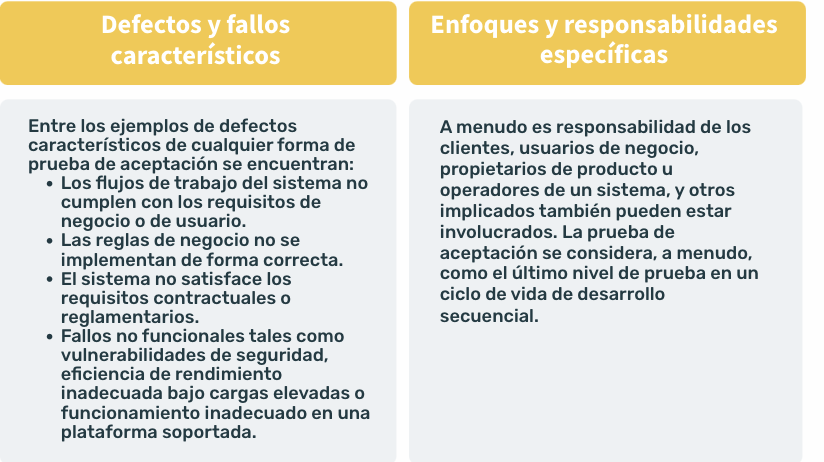 Defectos y fallos
característicos
Entre los ejemplos de defectos
característicos de cualquier forma de
prueba de aceptación se encuentran:
• Los flujos de trabajo del sistema no
cumplen con los requisitos de
negocio o de usuario.
• Las reglas de negocio no se
implementan de forma correcta.
• El sistema no satisface los
requisitos contractuales o
reglamentarios.
• Fallos no funcionales tales como
vulnerabilidades de seguridad,
eficiencia de rendimiento
inadecuada bajo cargas elevadas o
funcionamiento inadecuado en una
plataforma soportada.
Enfoques y responsabilidades
específicas
A menudo es responsabilidad de los
clientes, usuarios de negocio,
propietarios de producto u
operadores de un sistema, y otros
implicados también pueden estar
involucrados. La prueba de
aceptación se considera, a menudo,
como el último nivel de prueba en un
ciclo de vida de desarrollo
secuencial.